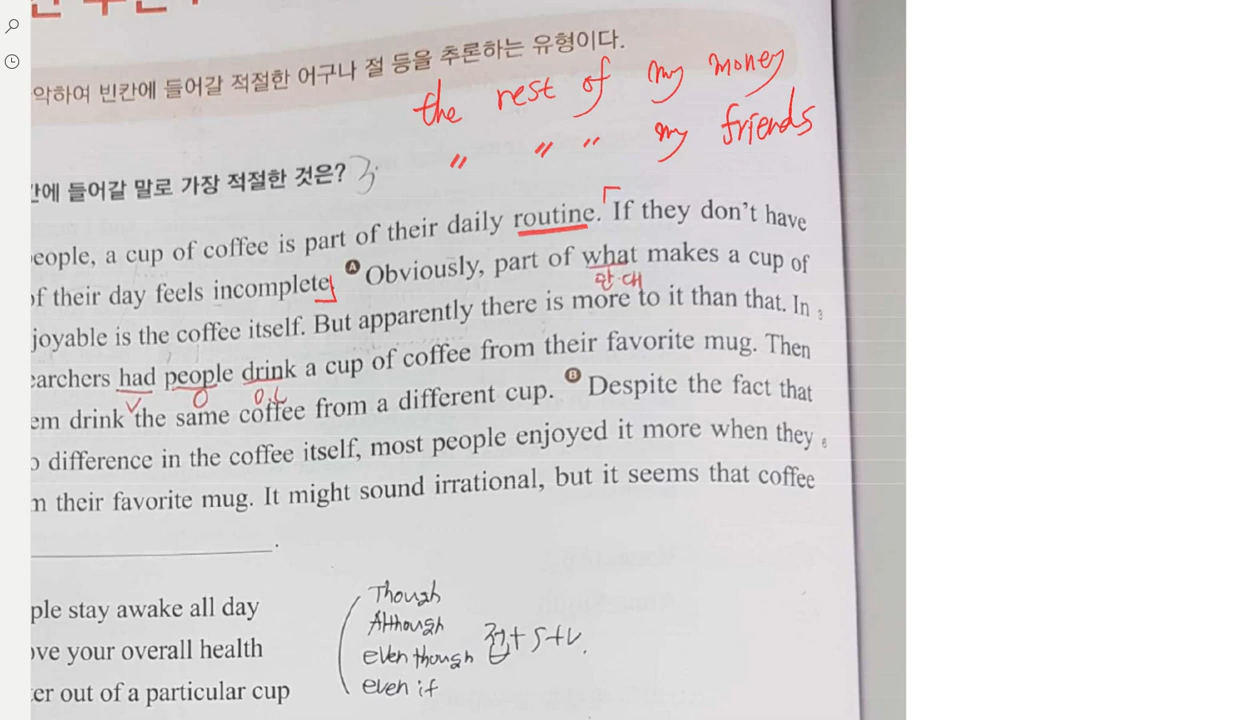 악하여 빈칸에 들어갈 적절한 어구나 절 등을 추론하는 유형이다.
the rest of my money
〃 〃 〃 my friends
칸에 들어갈 말로 가장 적절한 것은? 3
people, a cup of coffee is part of their daily routine. If they don't have
of their day feels incomplete. A Obviously, part of what makes a cup of
만 대
joyable is the coffee itself. But apparently there is more to it than that. In 3
earchers had people drink a cup of coffee from their favorite mug. Then
V O O.C
em drink the same coffee from a different cup. B Despite the fact that
o difference in the coffee itself, most people enjoyed it more when they 6
m their favorite mug. It might sound irrational, but it seems that coffee
.
ple stay awake all day
ove your overall health
er out of a particular cup
Though
Although
even though 접+S+V.
even if